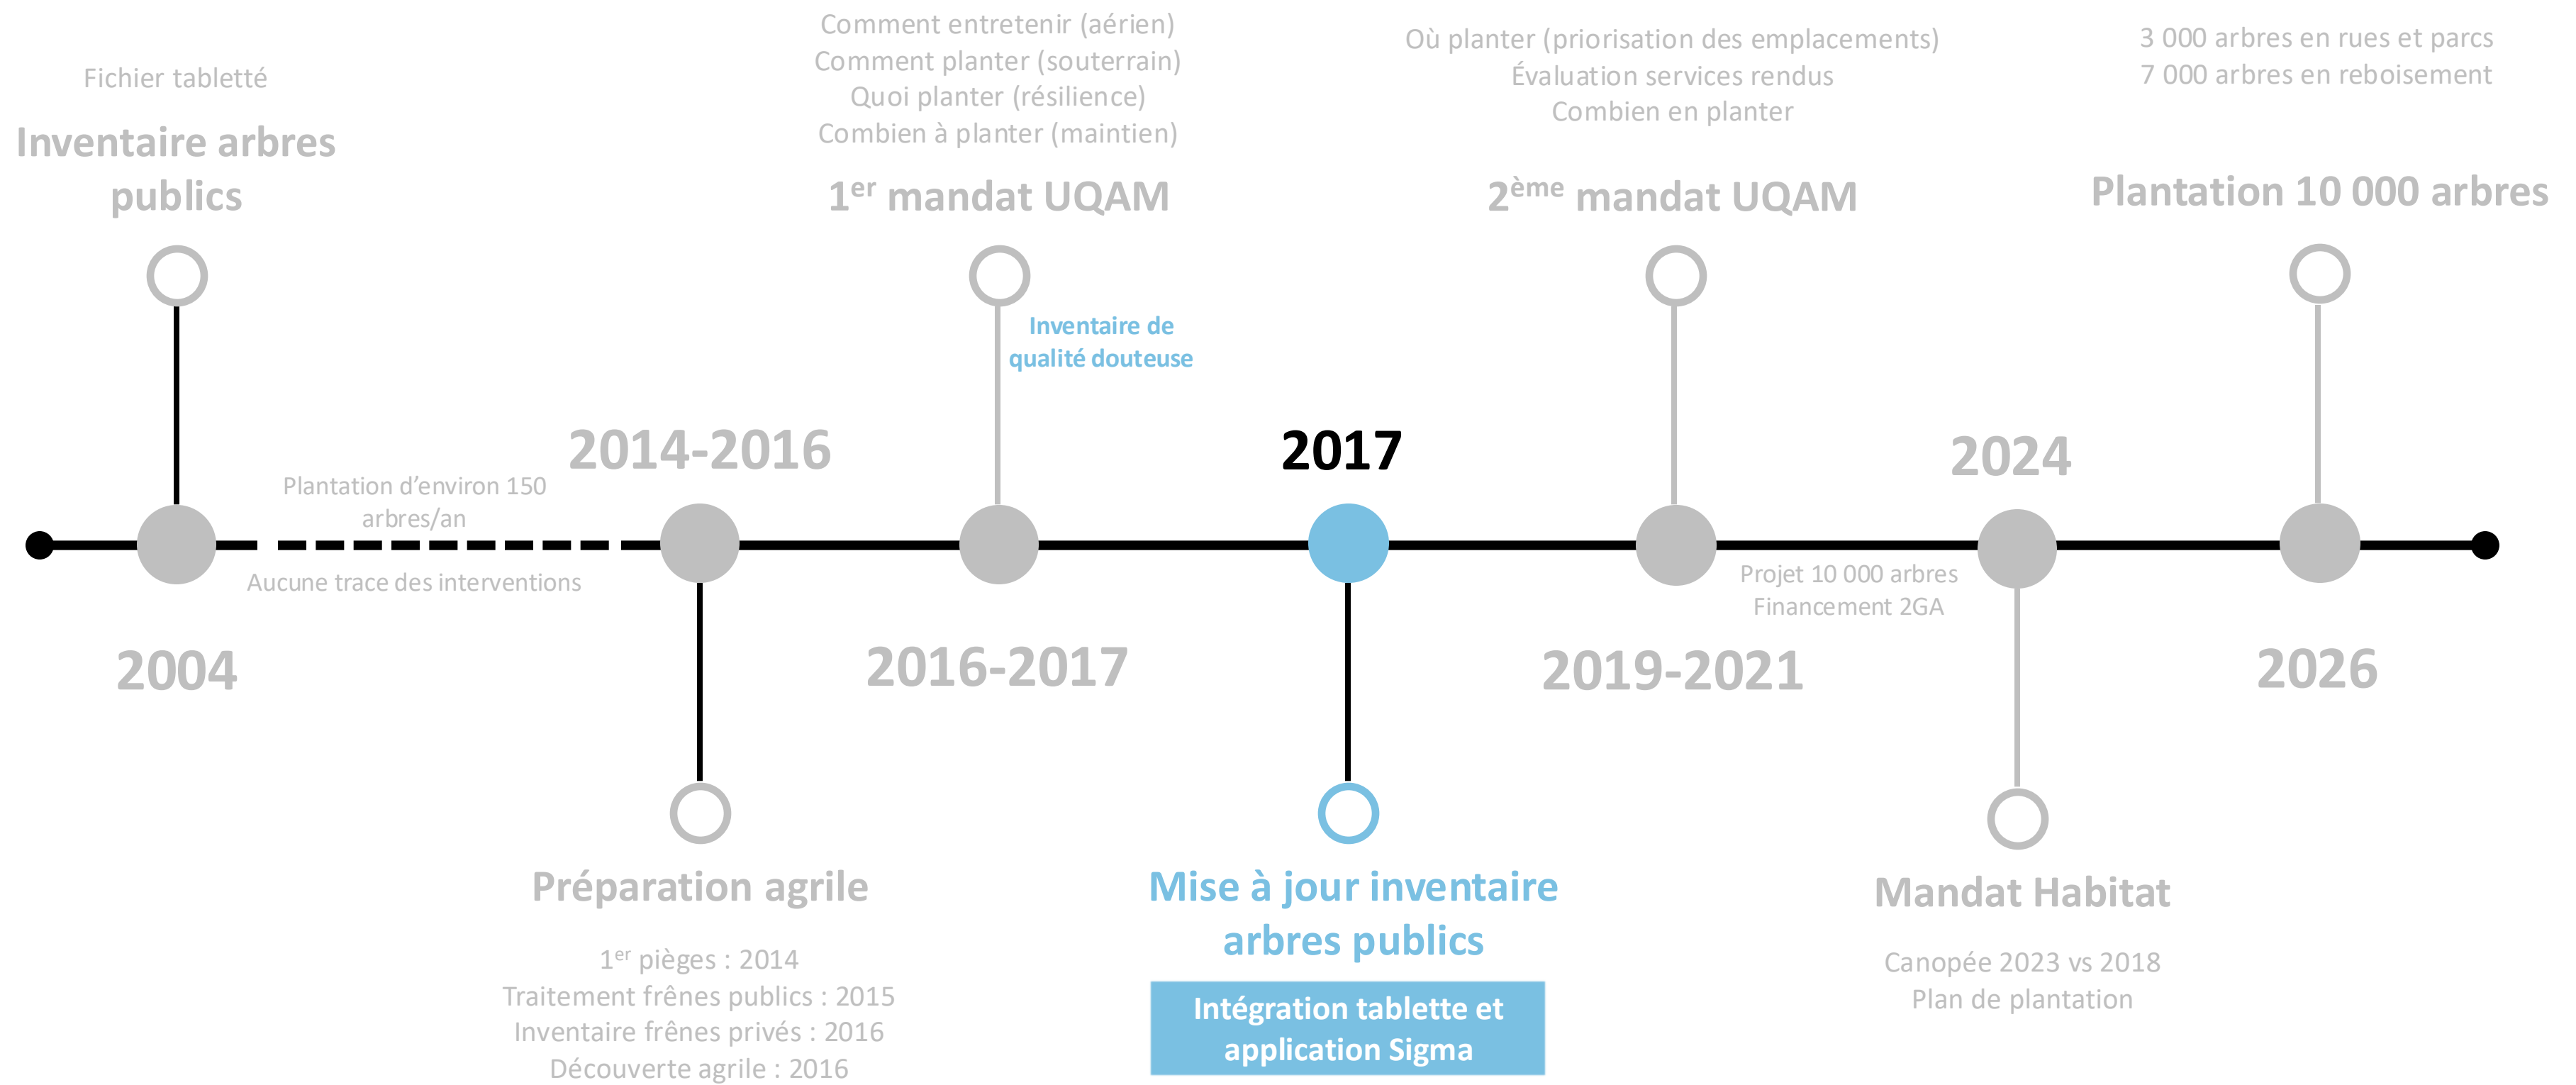 Fichier tabletté
Inventaire arbres
publics
2004
Plantation d’environ 150
arbres/an
Aucune trace des interventions
2014-2016
Préparation agrile
1er pièges : 2014
Traitement frênes publics : 2015
Inventaire frênes privés : 2016
Découverte agrile : 2016
Comment entretenir (aérien)
Comment planter (souterrain)
Quoi planter (résilience)
Combien à planter (maintien)
1er mandat UQAM
Inventaire de
qualité douteuse
2016-2017
2017
Mise à jour inventaire
arbres publics
Intégration tablette et
application Sigma
Où planter (priorisation des emplacements)
Évaluation services rendus
Combien en planter
2ème mandat UQAM
2019-2021
Projet 10 000 arbres
Financement 2GA
2024
Mandat Habitat
Canopée 2023 vs 2018
Plan de plantation
3 000 arbres en rues et parcs
7 000 arbres en reboisement
Plantation 10 000 arbres
2026